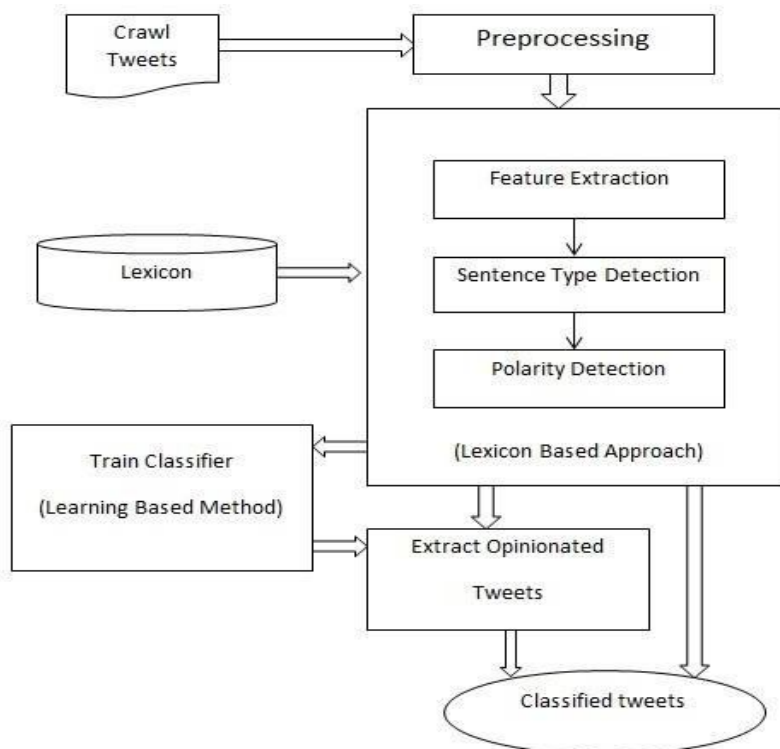 Crawl
Tweets
Preprocessing
Feature Extraction
Lexicon
Sentence Type Detection
Polarity Detection
(Lexicon Based Approach)
Train Classifier
(Learning Based Method)
Extract Opinionated
Tweets
Classified tweets